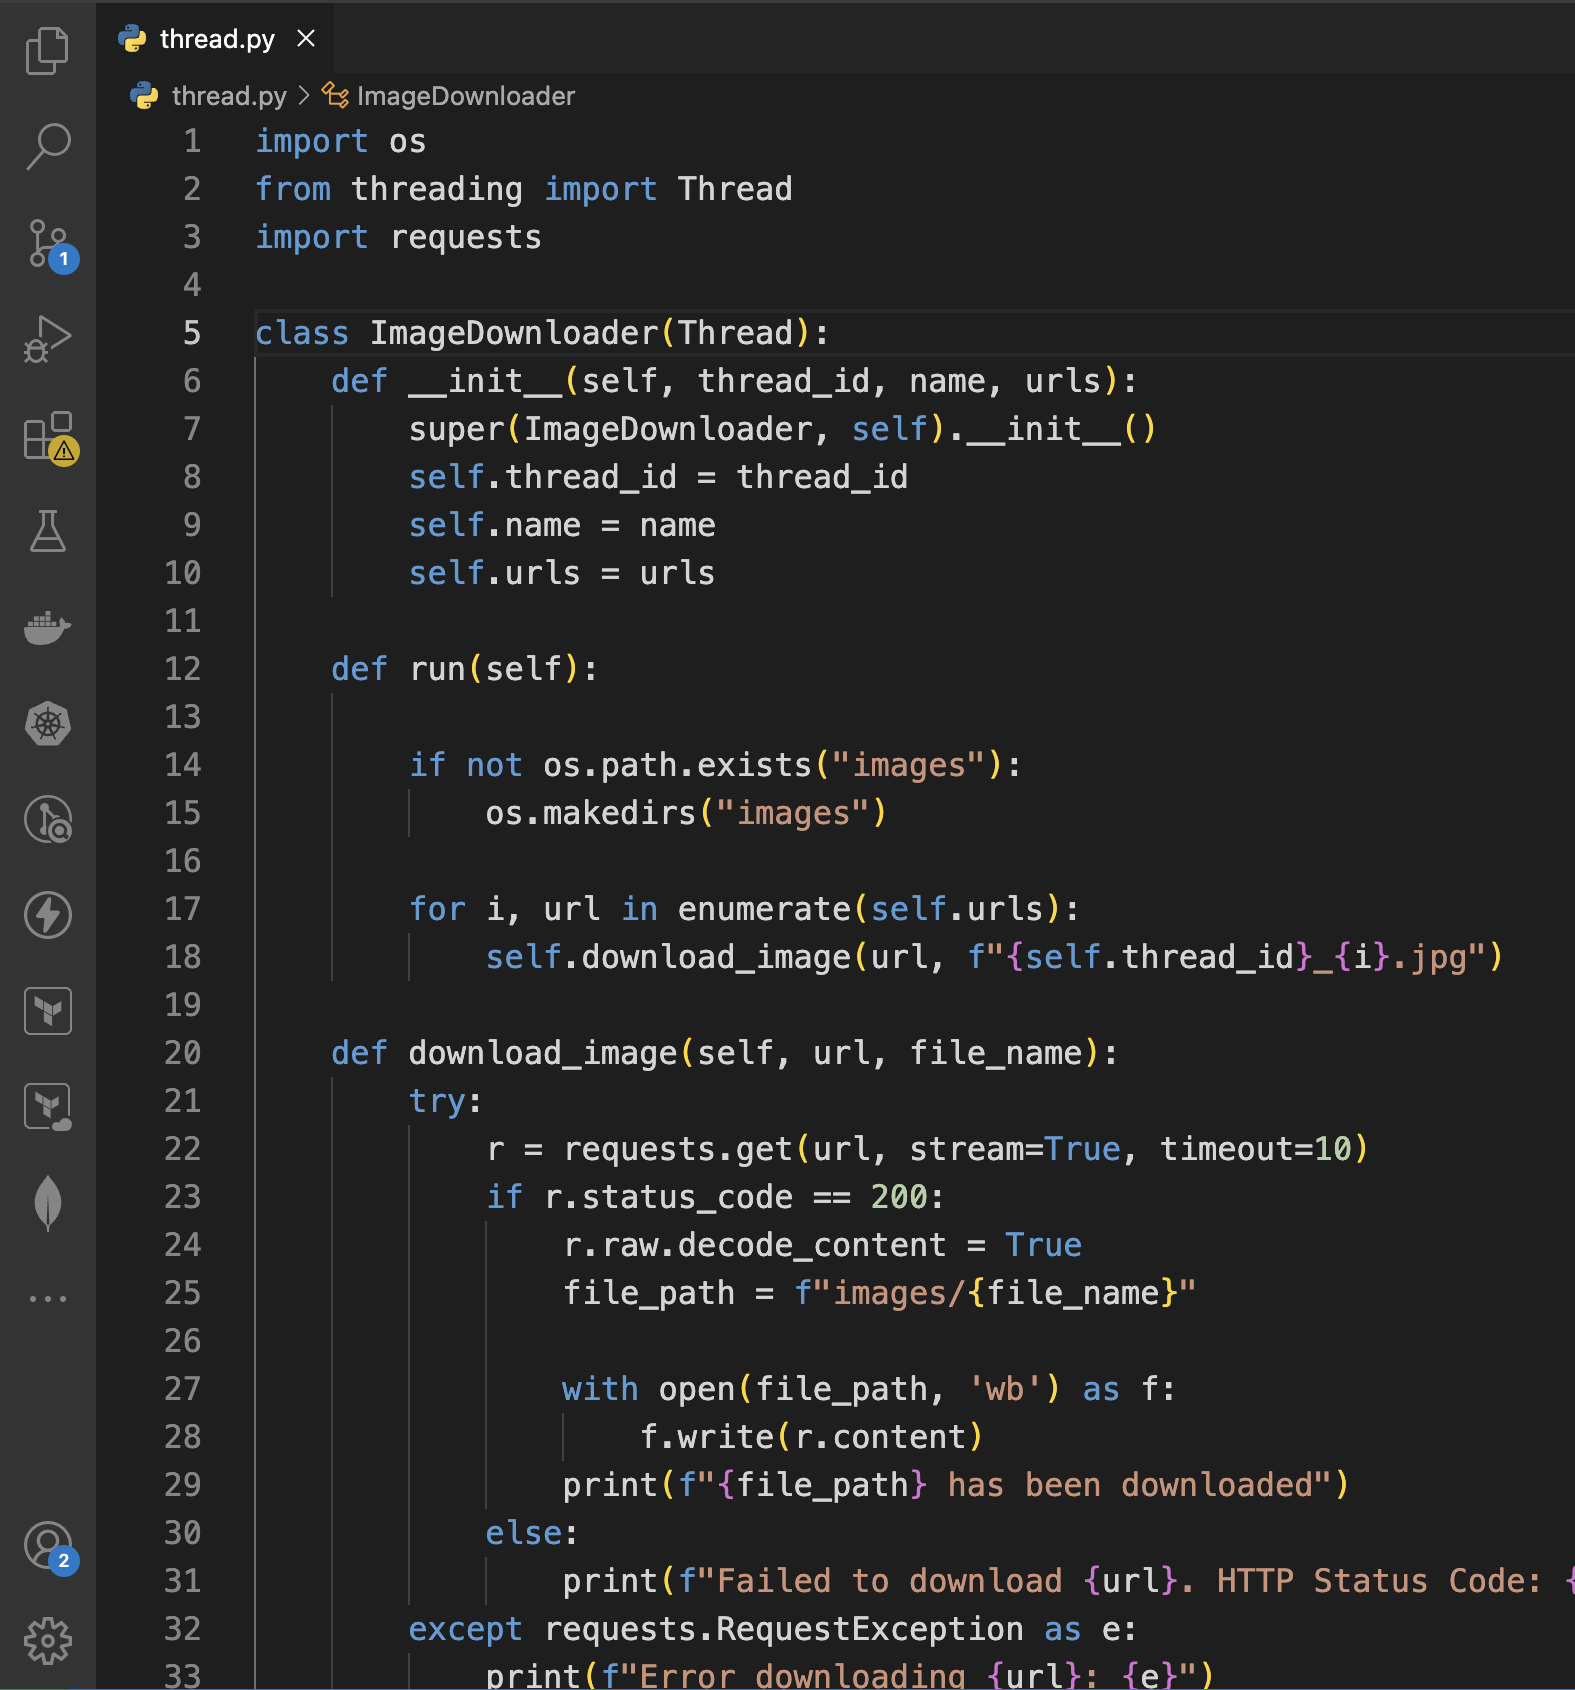 thread.py
thread.py > ImageDownloader
1 import os
2 from threading import Thread
3 import requests
4
5 class ImageDownloader(Thread):
6     def __init__(self, thread_id, name, urls):
7         super(ImageDownloader, self).__init__()
8         self.thread_id = thread_id
9         self.name = name
10         self.urls = urls
11
12     def run(self):
13
14         if not os.path.exists("images"):
15             os.makedirs("images")
16
17         for i, url in enumerate(self.urls):
18             self.download_image(url, f"{self.thread_id}_{i}.jpg")
19
20     def download_image(self, url, file_name):
21         try:
22             r = requests.get(url, stream=True, timeout=10)
23             if r.status_code == 200:
24                 r.raw.decode_content = True
25                 file_path = f"images/{file_name}"
26
27                 with open(file_path, 'wb') as f:
28                     f.write(r.content)
29                 print(f"{file_path} has been downloaded")
30             else:
31                 print(f"Failed to download {url}. HTTP Status Code: {
32         except requests.RequestException as e:
33             print(f"Error downloading {url}: {e}")
1
2